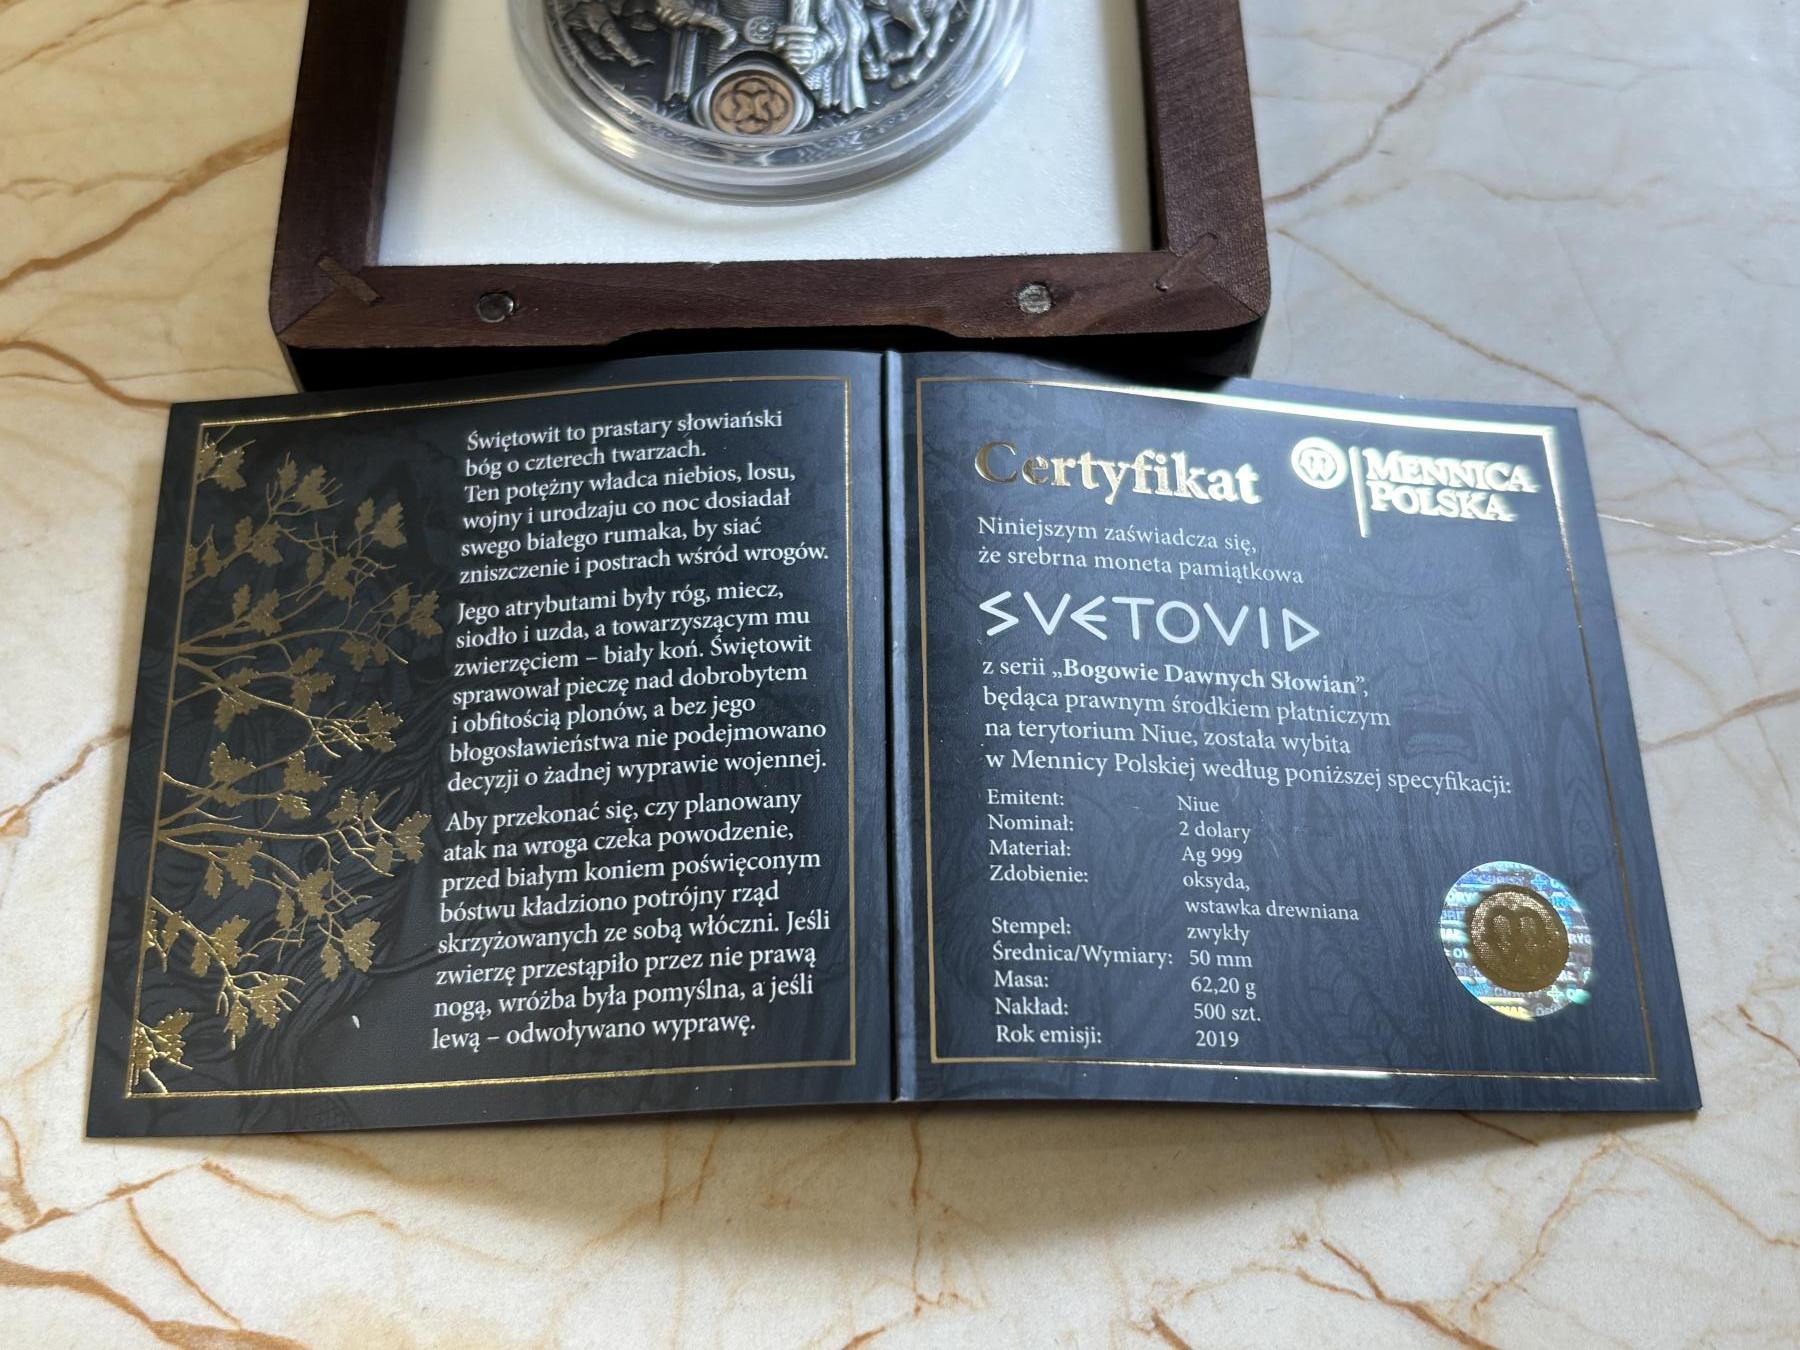 Świętowit to prastary słowiański
bóg o czterech twarzach.
Ten potężny władca niebios, losu,
wojny i urodzaju co noc dosiadał
swego białego rumaka, by siać
zniszczenie i postrach wśród wrogów.
Jego atrybutami były róg, miecz,
siodło i uzda, a towarzyszącym mu
zwierzęciem – biały koń. Świętowit
sprawował pieczę nad dobrobytem
i obfitością plonów, a bez jego
błogosławieństwa nie podejmowano
decyzji o żadnej wyprawie wojennej.
Aby przekonać się, czy planowany
atak na wroga czeka powodzenie,
przed białym koniem poświęconym
bóstwu kładziono potrójny rząd
skrzyżowanych ze sobą włóczni. Jeśli
zwierzę przestąpiło przez nie prawą
nogą, wróżba była pomyślna, a jeśli
lewą – odwoływano wyprawę.
Certyfikat
MENNICA
POLSKA
Niniejszym zaświadcza się,
że srebrna moneta pamiątkowa
SVETOVID
z serii „Bogowie Dawnych Słowian”,
będąca prawnym środkiem płatniczym
na terytorium Niue, została wybita
w Mennicy Polskiej według poniższej specyfikacji:
Emitent: Niue
Nominał: 2 dolary
Materiał: Ag 999
Zdobienie: oksyda,
wstawka drewniana
Stempel: zwykły
Średnica/Wymiary: 50 mm
Masa: 62,20 g
Nakład: 500 szt.
Rok emisji: 2019